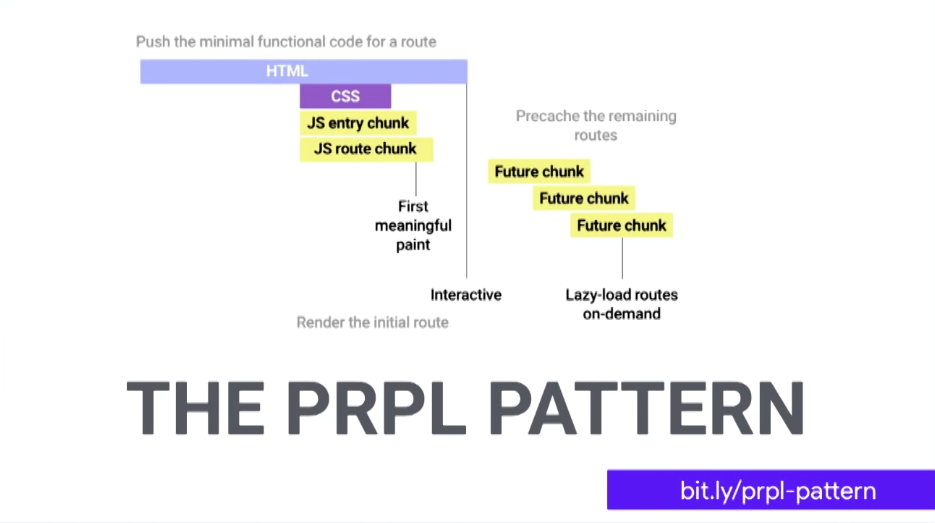 Push the minimal functional code for a route
HTML
CSS
JS entry chunk
JS route chunk
First
meaningful
paint
Interactive
Render the initial route
Precache the remaining
routes
Future chunk
Future chunk
Future chunk
Lazy-load routes
on-demand
THE PRPL PATTERN
bit.ly/prpl-pattern